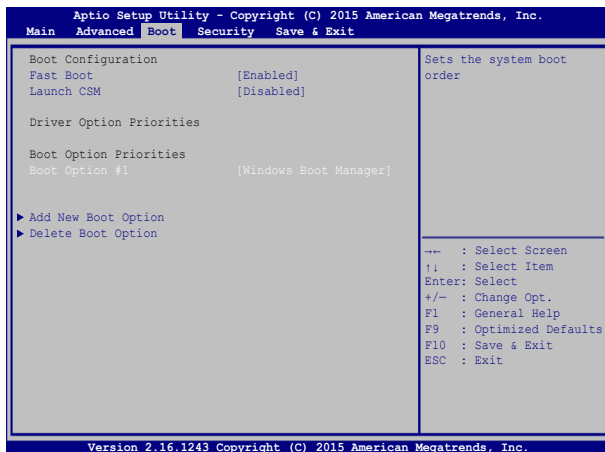 Aptio Setup Utility - Copyright (C) 2015 American Megatrends, Inc.
Main Advanced Boot Security Save & Exit
Boot Configuration
Fast Boot [Enabled]
Launch CSM [Disabled]
Driver Option Priorities
Boot Option Priorities
Boot Option #1 [Windows Boot Manager]
Add New Boot Option
Delete Boot Option
Sets the system boot
order
→← : Select Screen
↑↓ : Select Item
Enter: Select
+/— : Change Opt.
F1 : General Help
F9 : Optimized Defaults
F10 : Save & Exit
ESC : Exit
Version 2.16.1243 Copyright (C) 2015 American Megatrends, Inc.